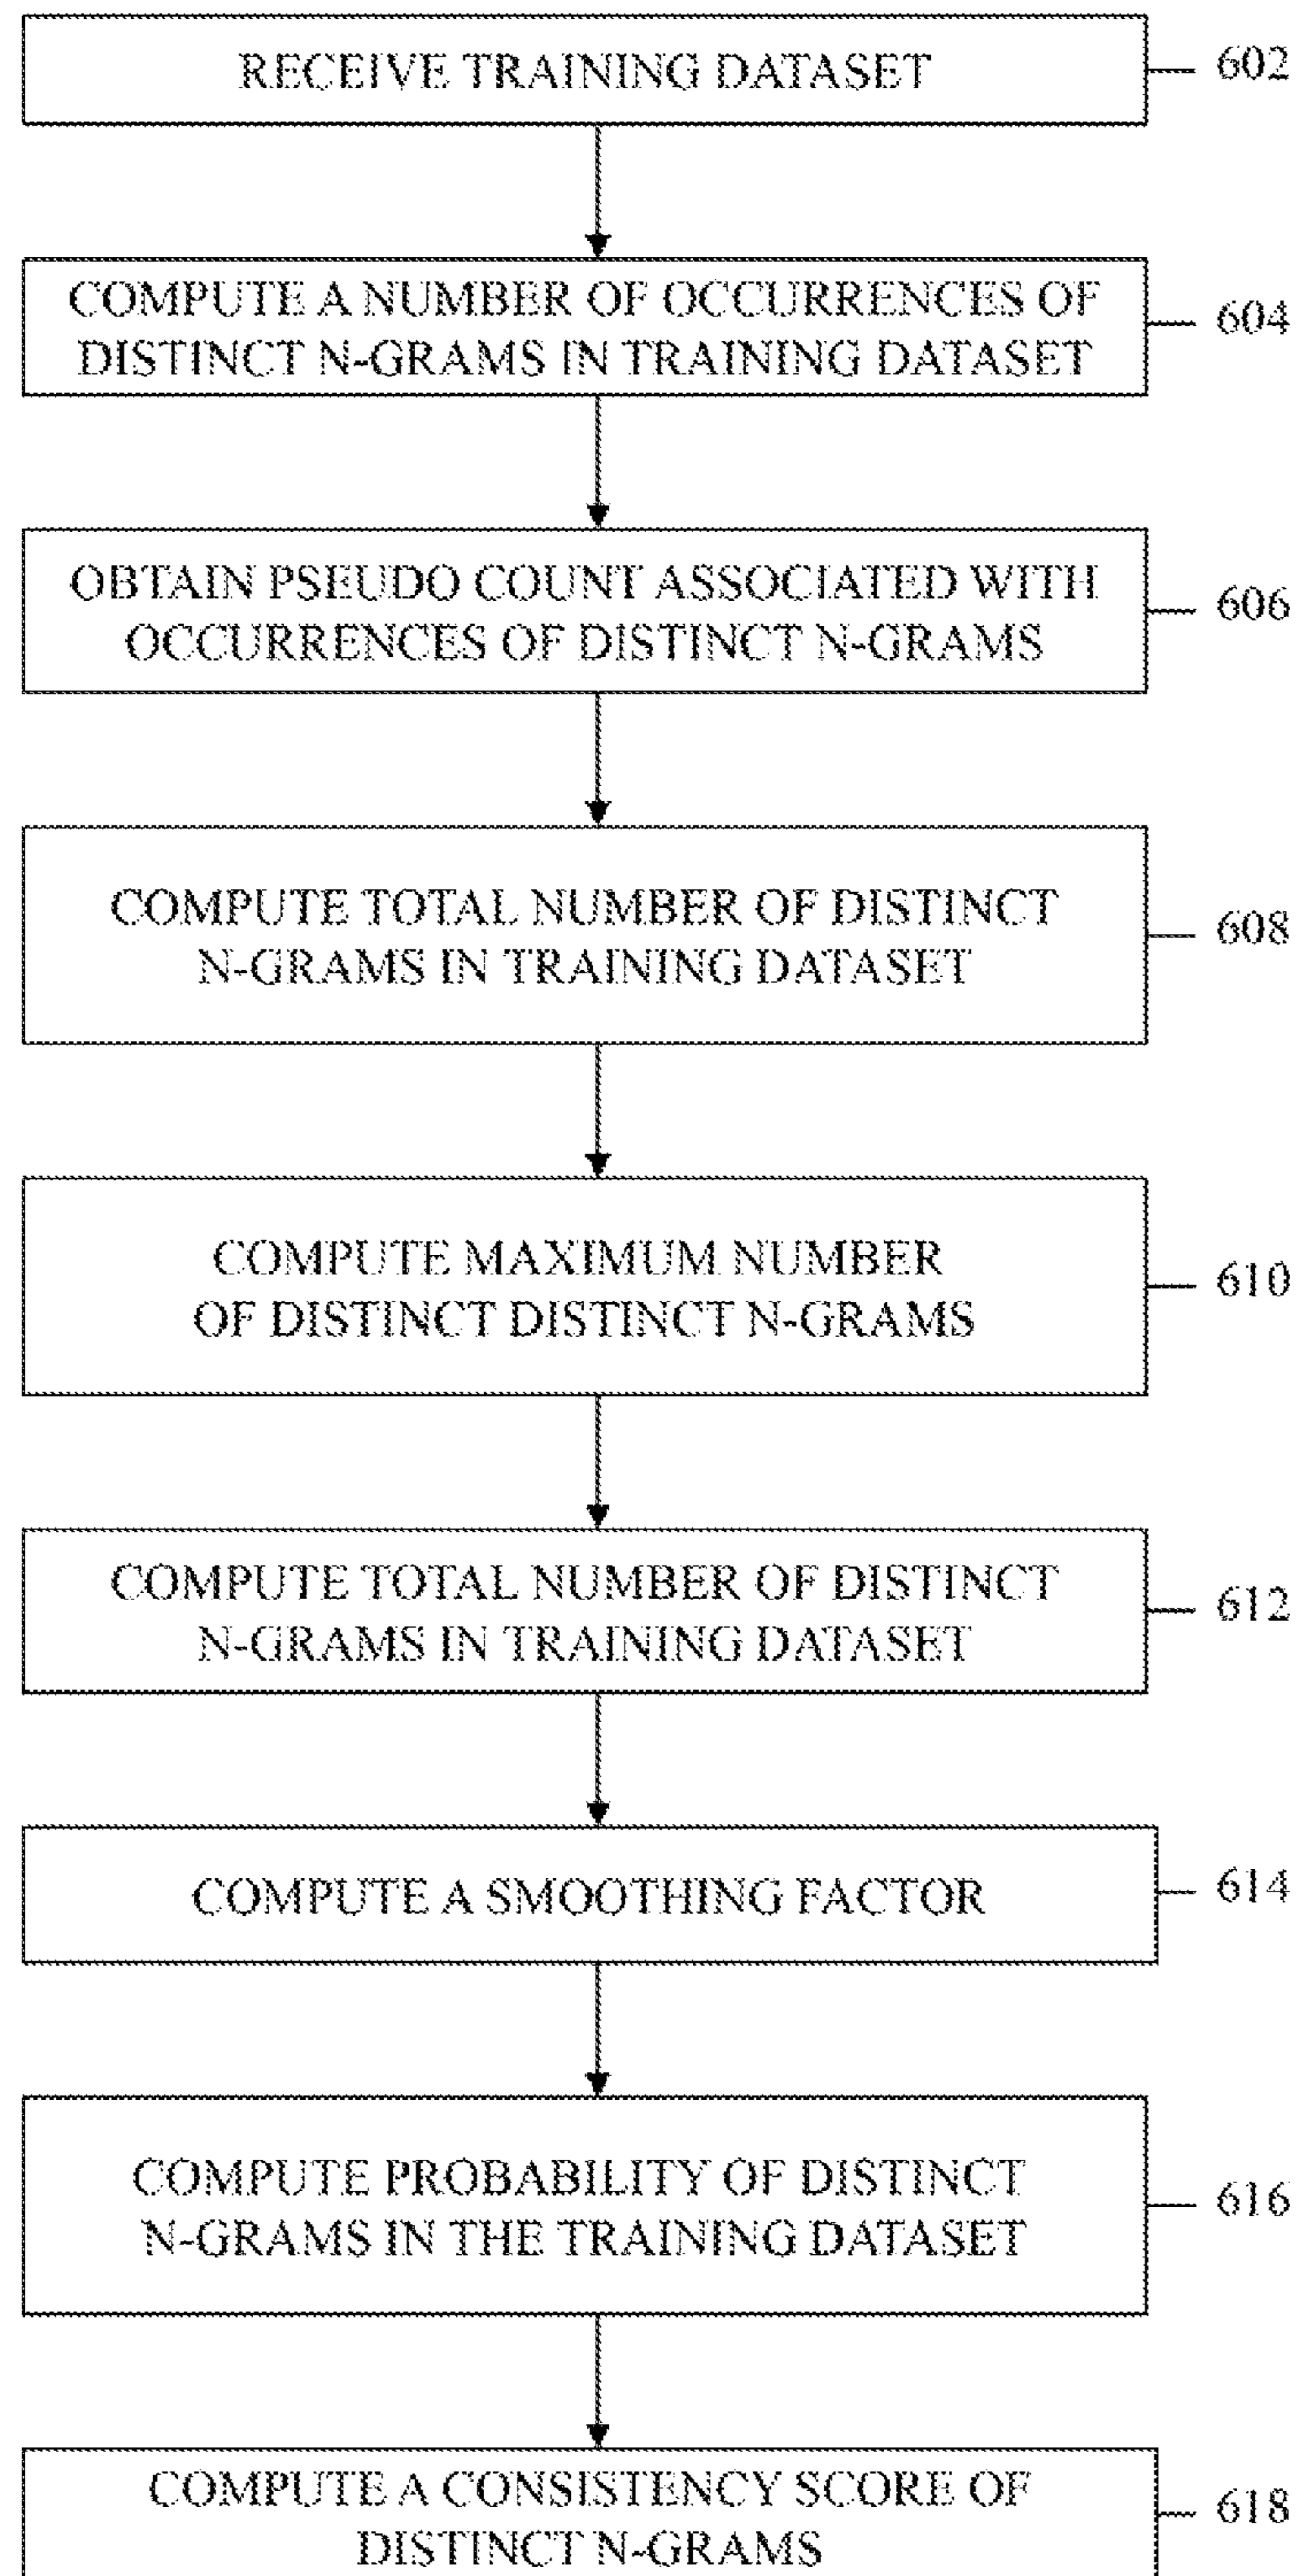 RECEIVE TRAINING DATASET
602
COMPUTE A NUMBER OF OCCURRENCES OF
DISTINCT N-GRAMS IN TRAINING DATASET
604
OBTAIN PSEUDO COUNT ASSOCIATED WITH
OCCURRENCES OF DISTINCT N-GRAMS
606
COMPUTE TOTAL NUMBER OF DISTINCT
N-GRAMS IN TRAINING DATASET
608
COMPUTE MAXIMUM NUMBER
OF DISTINCT DISTINCT N-GRAMS
610
COMPUTE TOTAL NUMBER OF DISTINCT
N-GRAMS IN TRAINING DATASET
612
COMPUTE A SMOOTHING FACTOR
614
COMPUTE PROBABILITY OF DISTINCT
N-GRAMS IN THE TRAINING DATASET
616
COMPUTE A CONSISTENCY SCORE OF
DISTINCT N-GRAMS
618